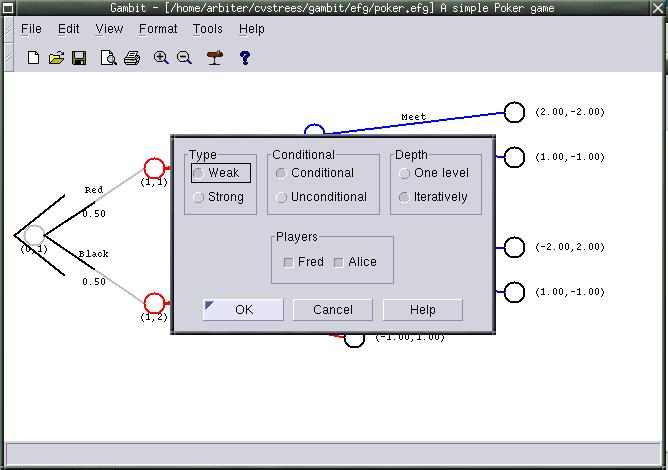 Gambit - [/home/arbiter/cvstrees/gambit/efg/poker.efg] A simple Poker game
File Edit View Format Tools Help
Meet
(2.00,-2.00)
(1.00,-1.00)
Type
Weak
Strong
Conditional
Conditional
Unconditional
Depth
One level
Iteratively
Players
Fred Alice
OK Cancel Help
Red
0.50
(1,1)
(0,1)
Black
0.50
(1,2)
(-2.00,2.00)
(1.00,-1.00)
(-1.00,1.00)